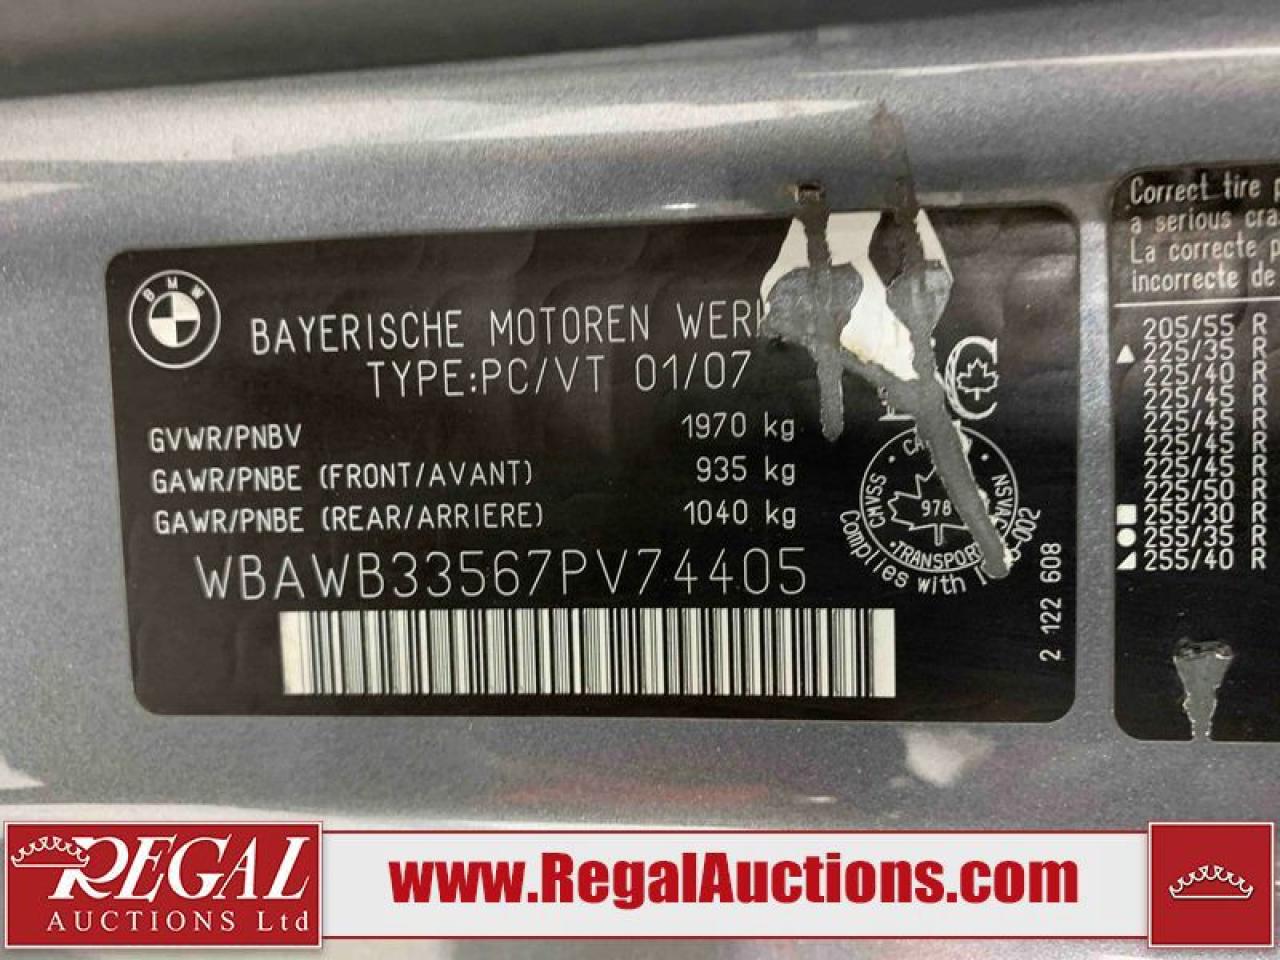 BMW
BAYERISCHE MOTOREN
TYPE:PC/VT 01/07
GVWR/PNBV 1970 kg
GAWR/PNBE (FRONT/AVANT) 935 kg
GAWR/PNBE (REAR/ARRIERE) 1040 kg
WBAWB33567PV74405
978
CMVSS
TRANSPORT
Complies with
2 122 608
Correct tire
a serious
La correcte
incorrecte de
205/55 R
225/35 R
225/40 R
225/45 R
225/45 R
225/45 R
225/45 R
225/50 R
255/30 R
255/35 R
255/40 R
REGAL
AUCTIONS Ltd
www.RegalAuctions.com